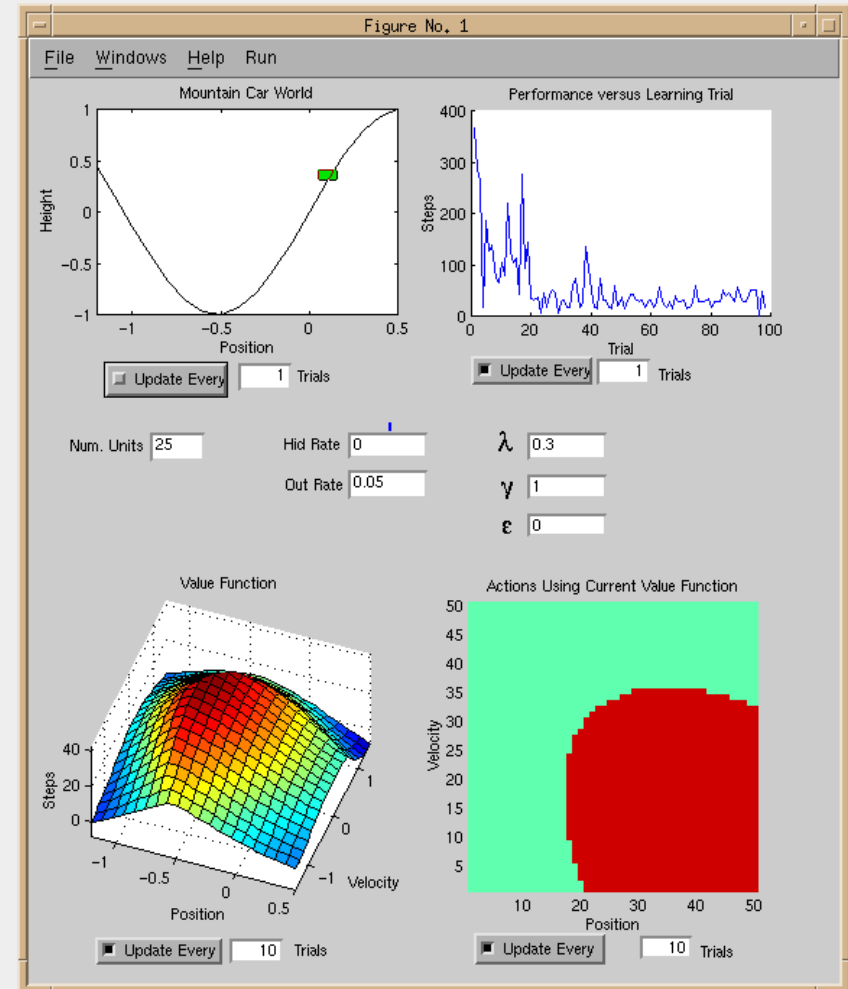 Figure No. 1
File Windows Help Run
Mountain Car World
1
0.5
0
−0.5
−1
Height
−1 −0.5 0 0.5
Position
Update Every 1 Trials
Performance versus Learning Trial
400
300
200
100
0
Steps
0 20 40 60 80 100
Trial
Update Every 1 Trials
Num. Units 25
Hid Rate 0
Out Rate 0.05
λ 0.3
γ 1
ε 0
Value Function
40
20
0
Steps
−1 −0.5 0 0.5
Position
1
0
−1
Velocity
Update Every 10 Trials
Actions Using Current Value Function
50
45
40
35
30
25
20
15
10
5
Velocity
10 20 30 40 50
Position
Update Every 10 Trials